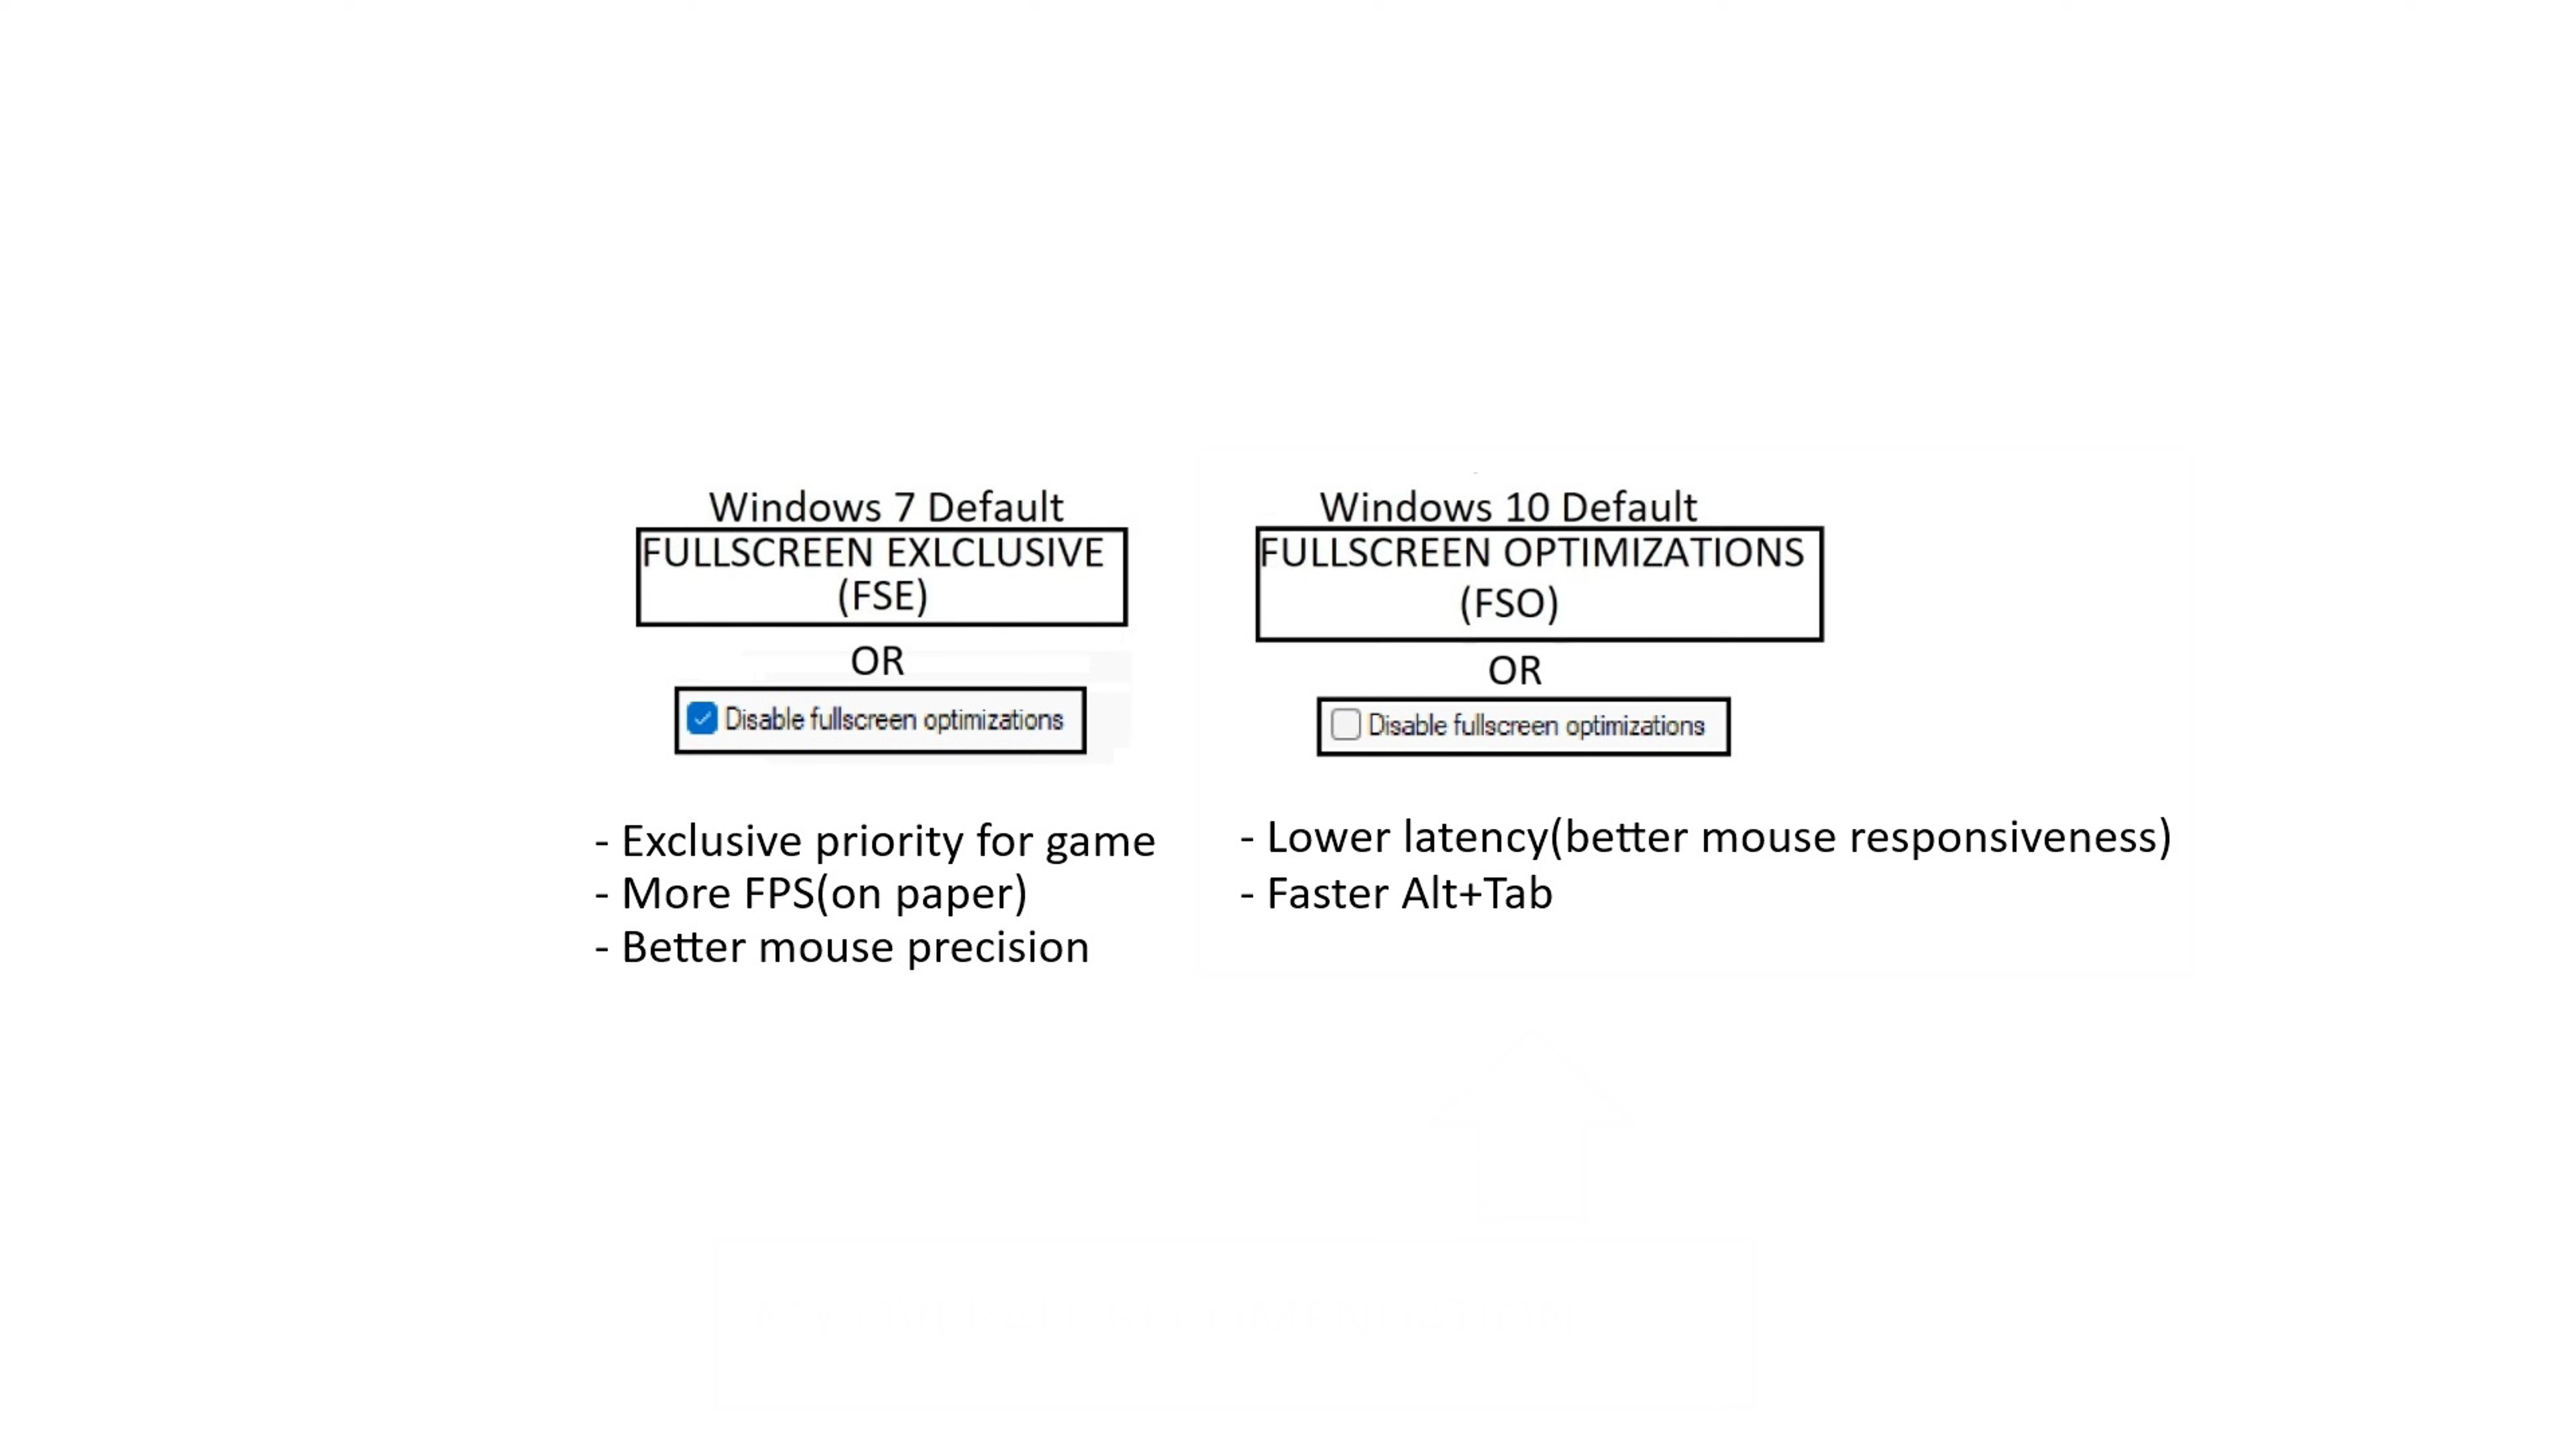 Windows 7 Default
FULLSCREEN EXLCLUSIVE
(FSE)
OR
Disable fullscreen optimizations
- Exclusive priority for game
- More FPS(on paper)
- Better mouse precision
Windows 10 Default
FULLSCREEN OPTIMIZATIONS
(FSO)
OR
Disable fullscreen optimizations
- Lower latency(better mouse responsiveness)
- Faster Alt+Tab